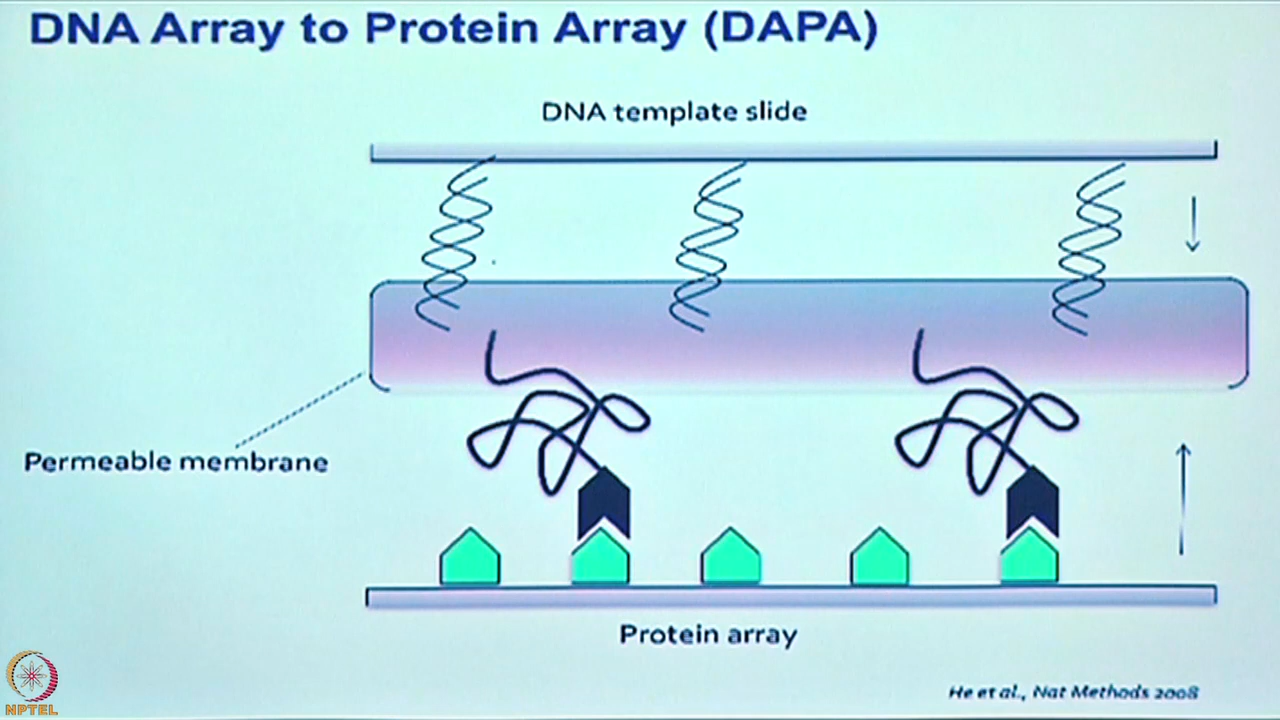 DNA Array to Protein Array (DAPA)
DNA template slide
Permeable membrane
Protein array
He et al., Nat Methods 2008
NPTEL